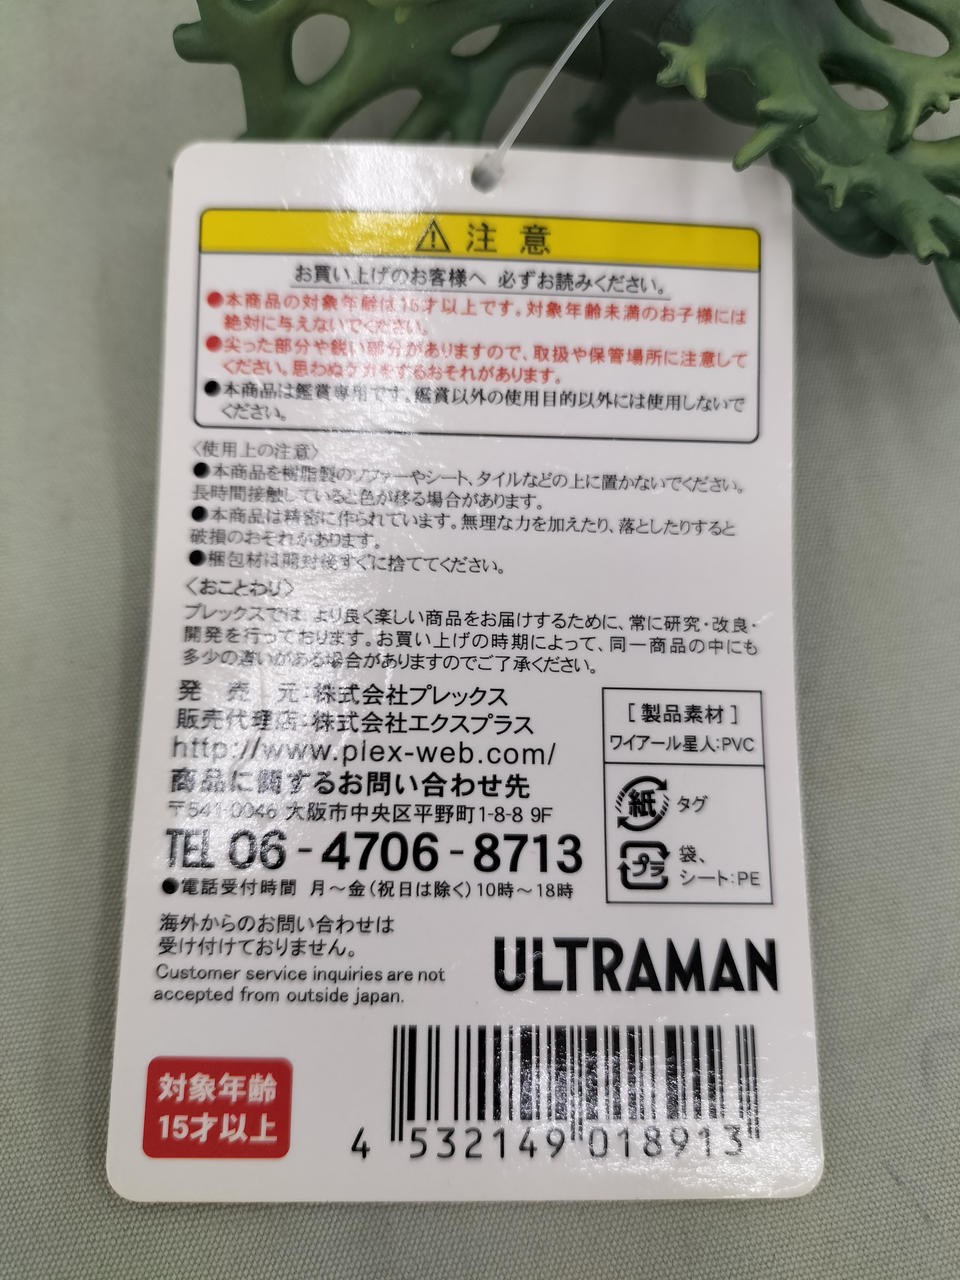 ⚠注意
お買い上げのお客様へ 必ずお読みください。
●本商品の対象年齢は15才以上です。対象年齢未満のお子様には
絶対に与えないでください。
●尖った部分や鋭い部分がありますので、取扱や保管場所に注意して
ください。思わぬケガをするおそれがあります。
●本商品は鑑賞専用です。鑑賞以外の使用目的以外には使用しないで
ください。
〈使用上の注意〉
●本商品を樹脂製のソファーやシート、タイルなどの上に置かないでください。
長時間接触していると色が移る場合があります。
●本商品は精密に作られています。無理な力を加えたり、落としたりすると
破損のおそれがあります。
●梱包材は開封後すぐに捨ててください。
〈おことわり〉
プレックスでは、より良く楽しい商品をお届けするために、常に研究・改良・
開発を行っております。お買い上げの時期によって、同一商品の中にも
多少の違いがある場合がありますのでご了承ください。
発売元:株式会社プレックス
販売代理店:株式会社エクスプラス
http://www.plex-web.com/
商品に関するお問い合わせ先
〒541-0046 大阪市中央区平野町1-8-8 9F
TEL 06-4706-8713
●電話受付時間 月〜金(祝日は除く)10時〜18時
[製品素材]
ワイアール星人:PVC
紙 タグ
プラ 袋、
シート:PE
海外からのお問い合わせは
受け付けておりません。
Customer service inquiries are not
accepted from outside japan.
ULTRAMAN
対象年齢
15才以上
4 532149 018913